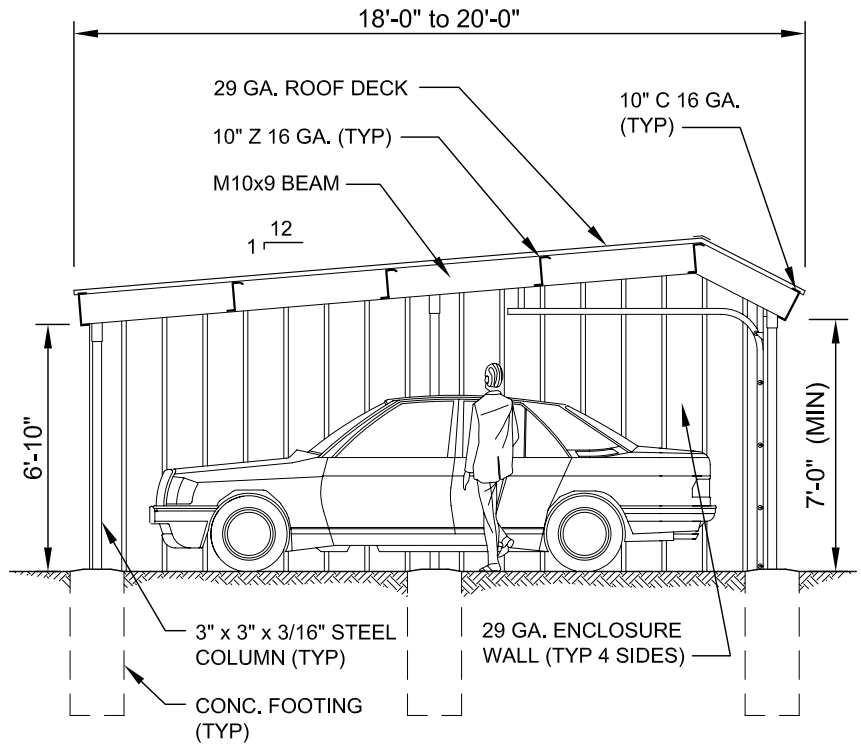 18'-0" to 20'-0"
29 GA. ROOF DECK
10" C 16 GA.
(TYP)
10" Z 16 GA. (TYP)
M10x9 BEAM
12
1
6'-10"
7'-0" (MIN)
3" x 3" x 3/16" STEEL
COLUMN (TYP)
29 GA. ENCLOSURE
WALL (TYP 4 SIDES)
CONC. FOOTING
(TYP)